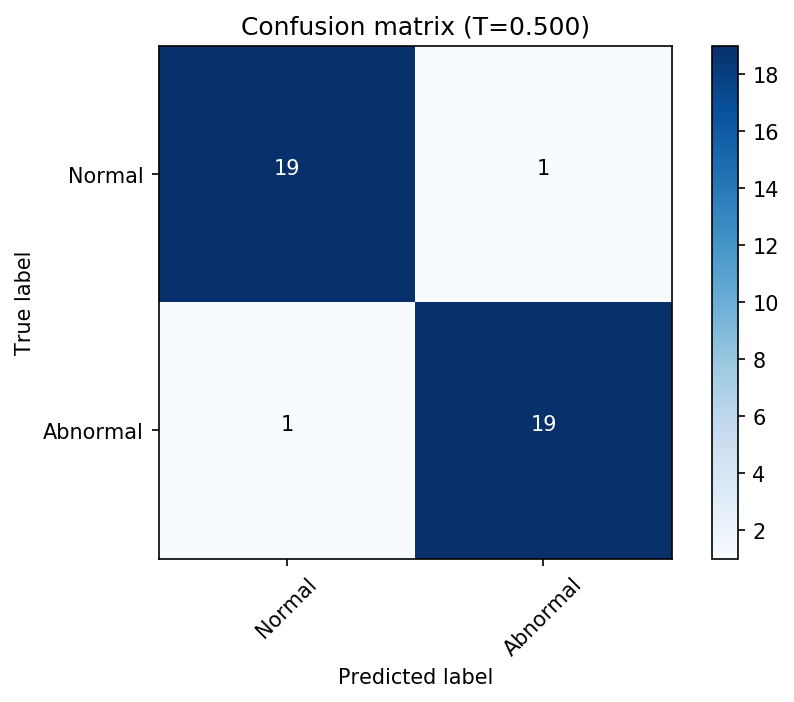 Confusion matrix (T=0.500)
True label
Normal
19
1
Abnormal
1
19
Normal
Abnormal
Predicted label
18
16
14
12
10
8
6
4
2